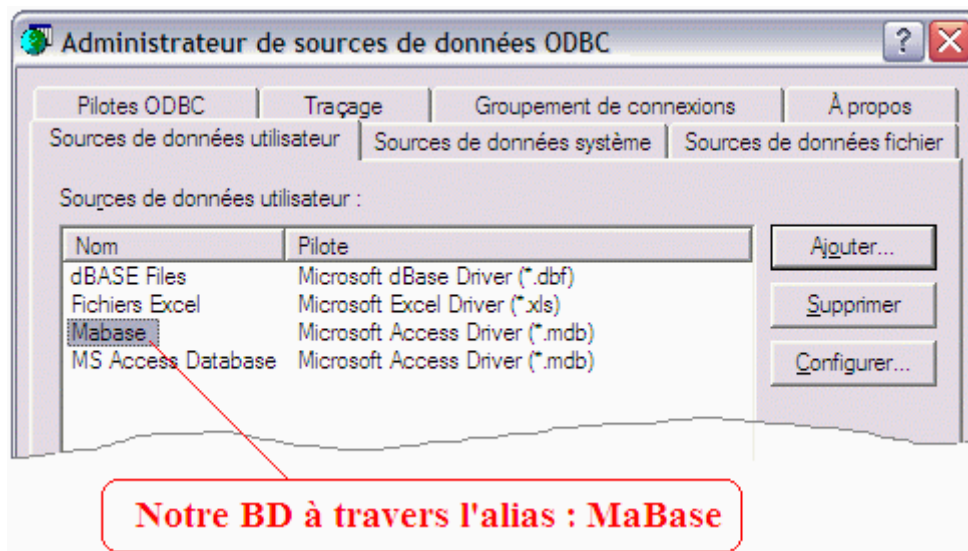 Administrateur de sources de données ODBC
Pilotes ODBC Traçage Groupement de connexions À propos
Sources de données utilisateur Sources de données système Sources de données fichier
Sources de données utilisateur :
Nom Pilote
dBASE Files Microsoft dBase Driver (*.dbf)
Fichiers Excel Microsoft Excel Driver (*.xls)
Mabase Microsoft Access Driver (*.mdb)
MS Access Database Microsoft Access Driver (*.mdb)
Ajouter...
Supprimer
Configurer...
Notre BD à travers l'alias : MaBase